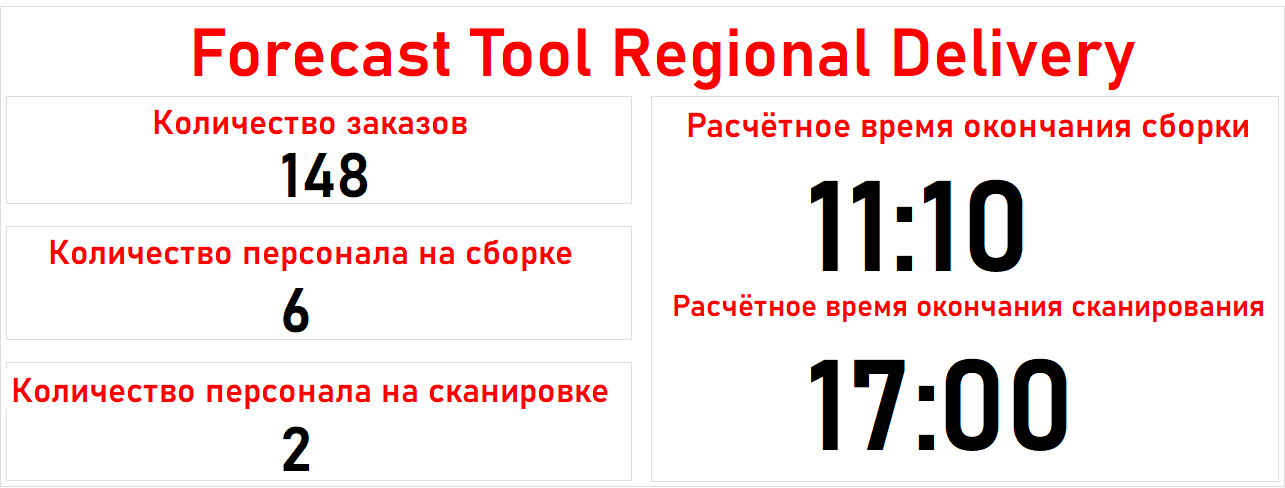 Forecast Tool Regional Delivery
Количество заказов
148
Количество персонала на сборке
6
Количество персонала на сканировке
2
Расчётное время окончания сборки
11:10
Расчётное время окончания сканирования
17:00